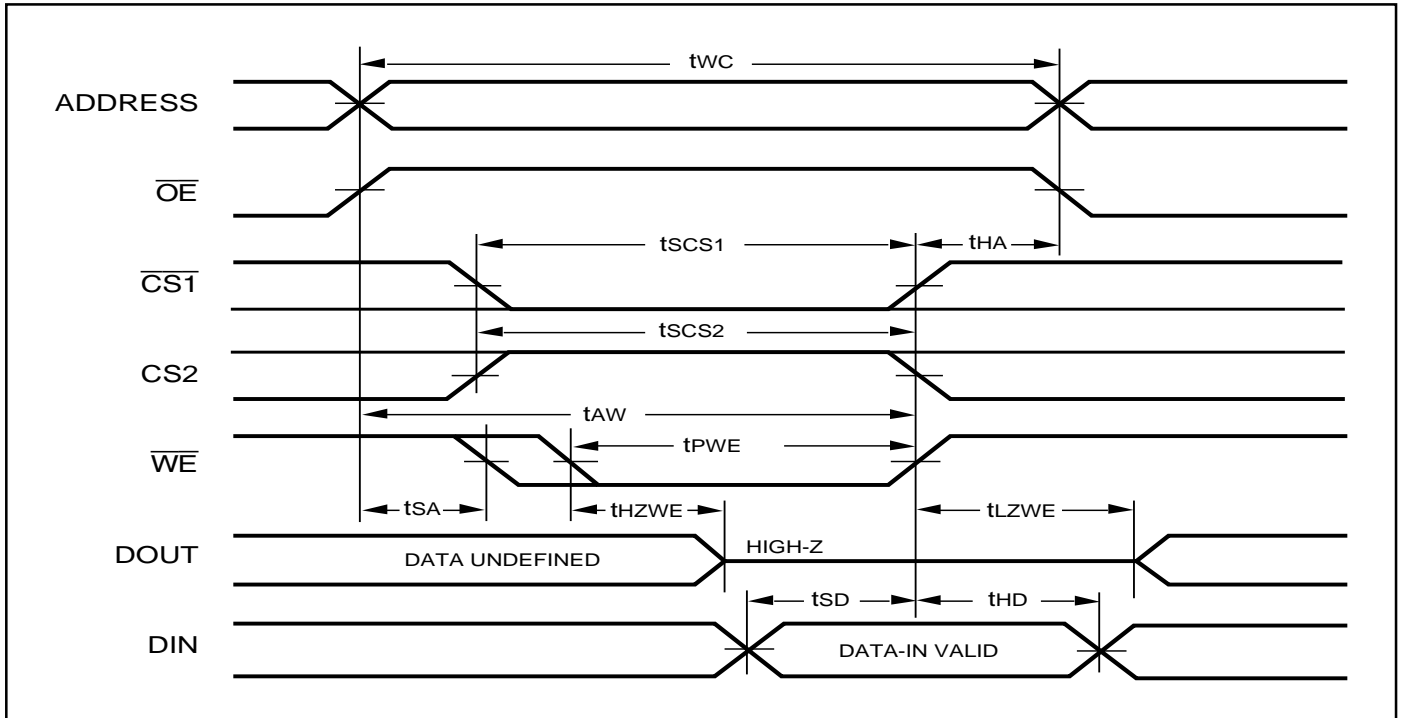 tWC
ADDRESS
OE
tSCS1
tHA
CS1
tSCS2
CS2
tAW
tPWE
WE
tSA
tHZWE
tLZWE
DOUT
DATA UNDEFINED
HIGH-Z
tSD
tHD
DIN
DATA-IN VALID